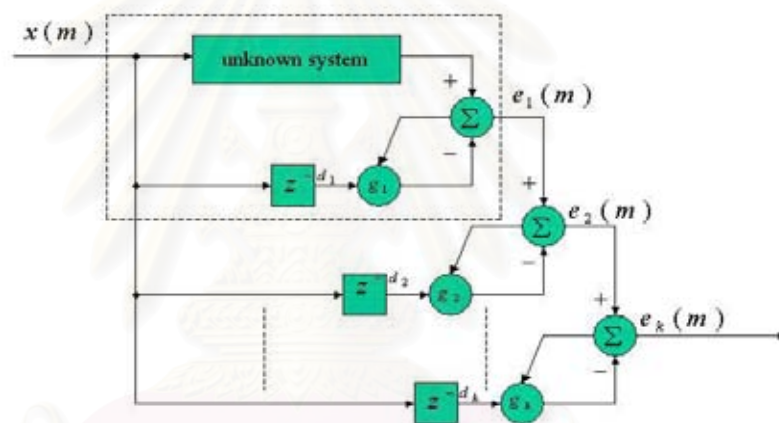 x(m)
unknown system
+
e₁(m)
Σ
−
z⁻ᵈ₁
g₁
+
e₂(m)
Σ
−
z⁻ᵈ₂
g₂
+
eₖ(m)
Σ
−
z⁻ᵈₖ
gₖ